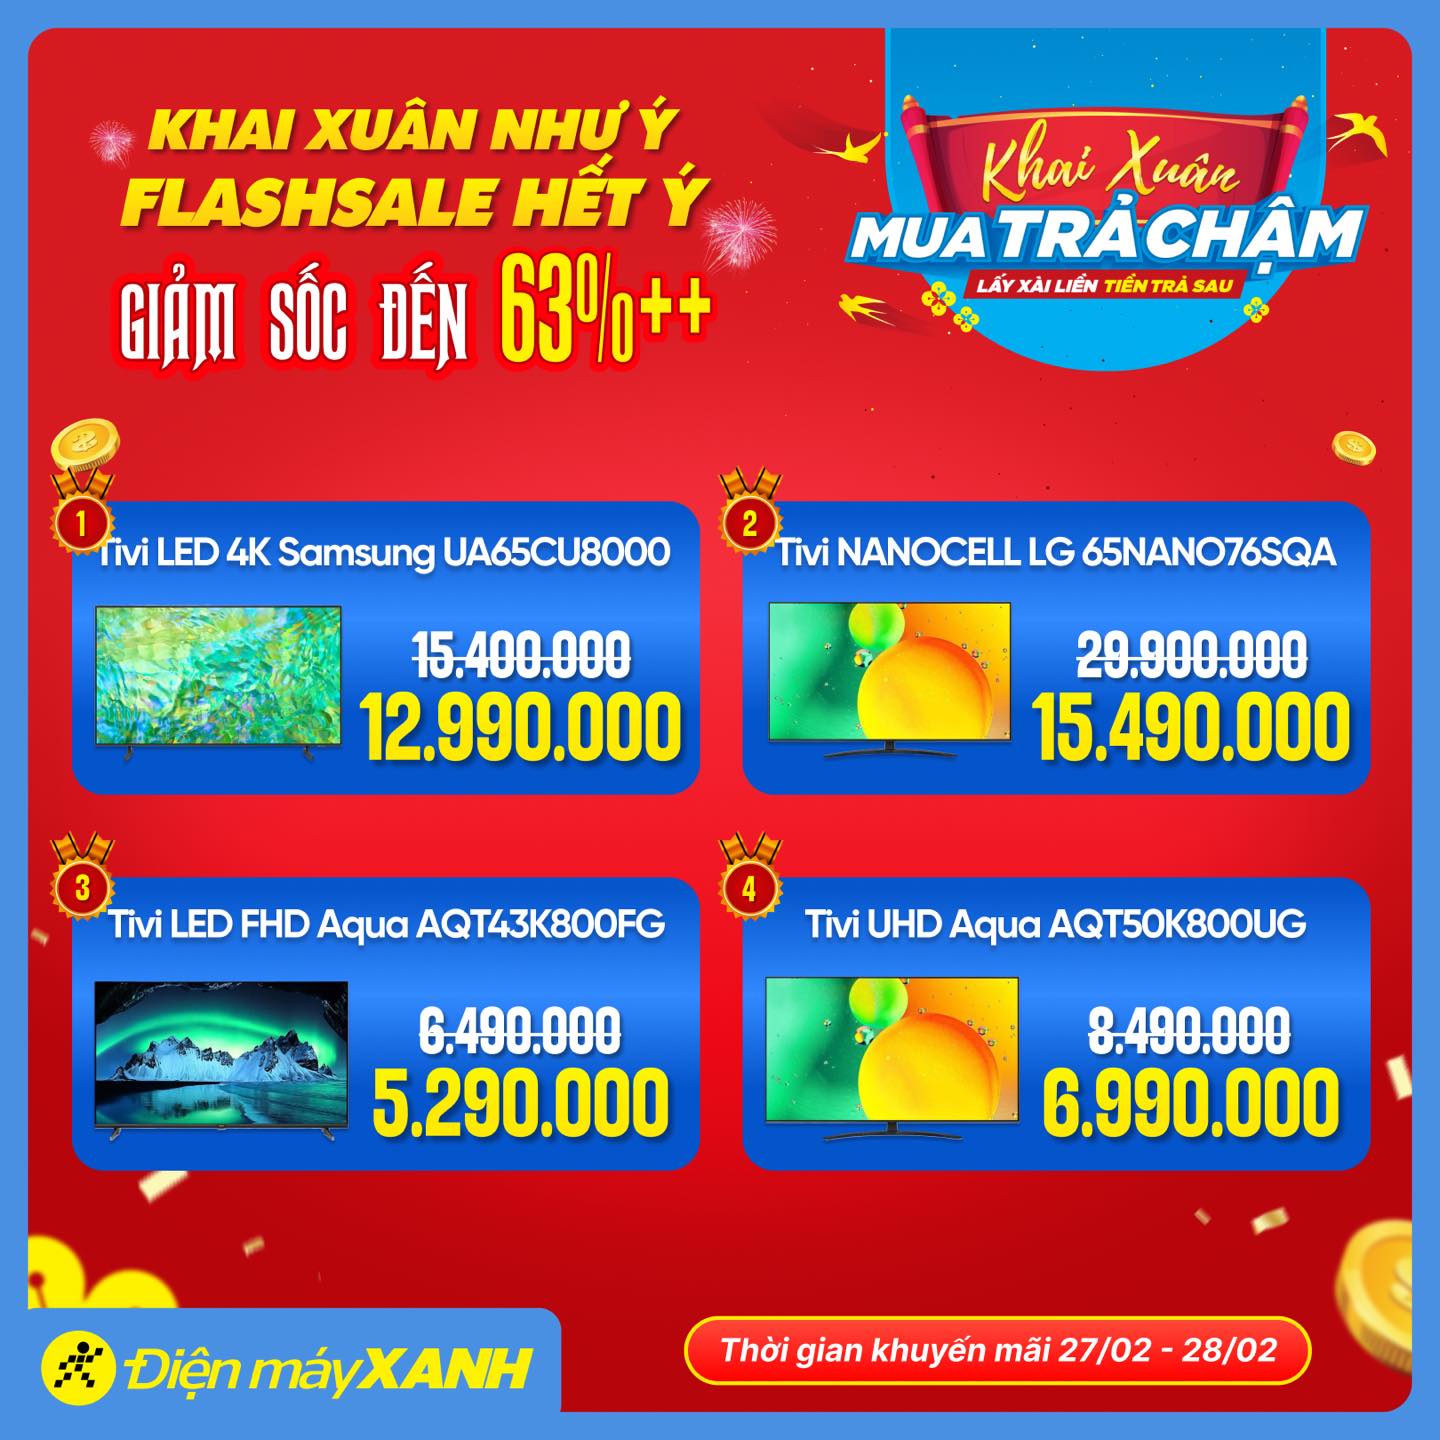 KHAI XUÂN NHƯ Ý
FLASHSALE HẾT Ý
GIẢM SỐC ĐẾN 63%++
Khai Xuân
MUA TRẢ CHẬM
LẤY XÀI LIỀN TIỀN TRẢ SAU
1
Tivi LED 4K Samsung UA65CU8000
15.400.000
12.990.000
2
Tivi NANOCELL LG 65NANO76SQA
29.900.000
15.490.000
3
Tivi LED FHD Aqua AQT43K800FG
6.490.000
5.290.000
4
Tivi UHD Aqua AQT50K800UG
8.490.000
6.990.000
Điện máy XANH
Thời gian khuyến mãi 27/02 - 28/02